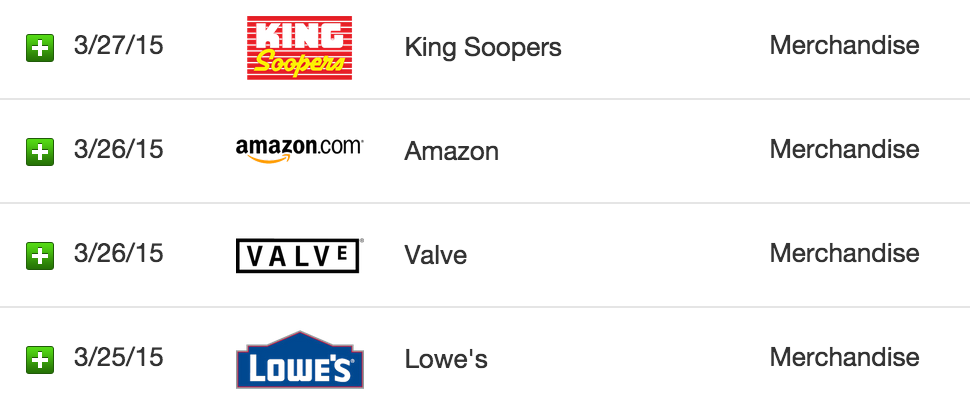 3/27/15 KING Soopers King Soopers Merchandise
3/26/15 amazon.com Amazon Merchandise
3/26/15 VALVE Valve Merchandise
3/25/15 LOWE'S Lowe's Merchandise